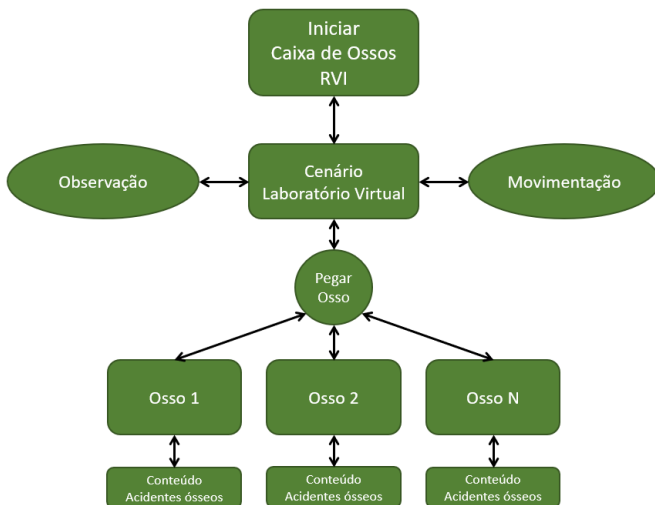 Iniciar
Caixa de Ossos
RVI
Observação
Cenário
Laboratório Virtual
Movimentação
Pegar
Osso
Osso 1
Osso 2
Osso N
Conteúdo
Acidentes ósseos
Conteúdo
Acidentes ósseos
Conteúdo
Acidentes ósseos